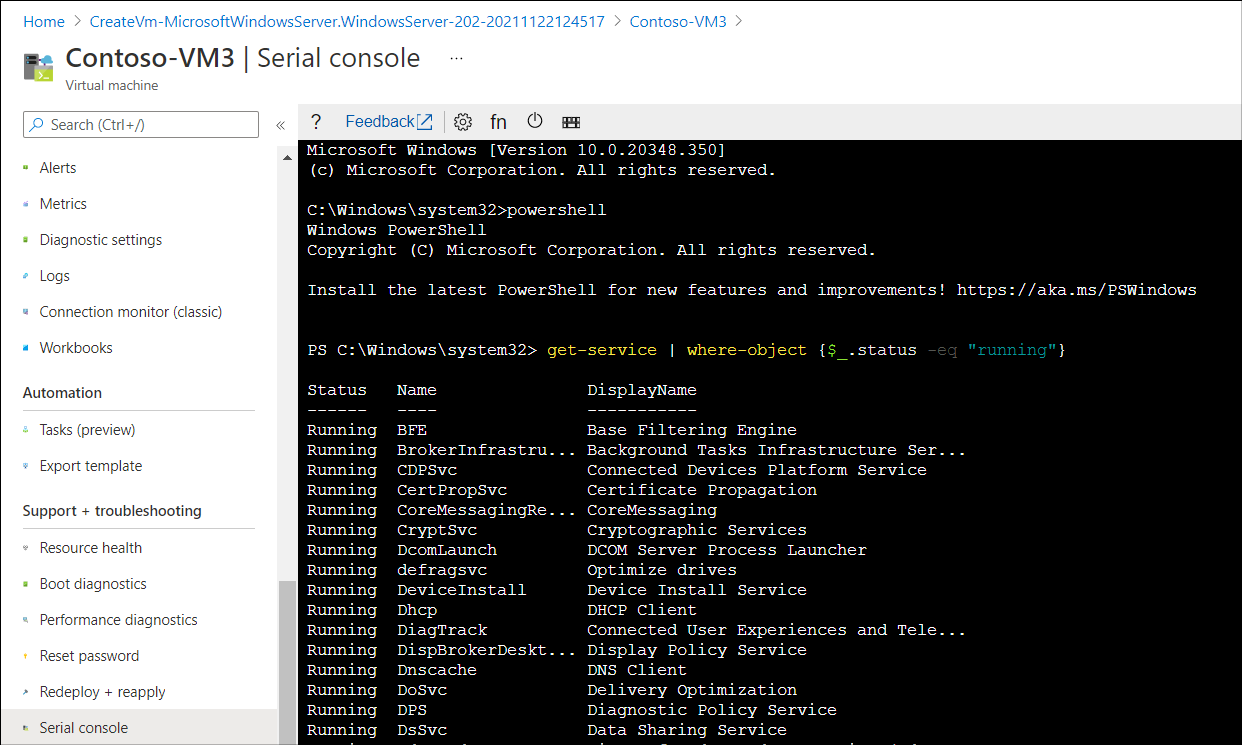 Home > CreateVm-MicrosoftWindowsServer.WindowsServer-202-20211122124517 > Contoso-VM3 >
Contoso-VM3 | Serial console ...
Virtual machine
Search (Ctrl+/)
«
? Feedback fn
Alerts
Metrics
Diagnostic settings
Logs
Connection monitor (classic)
Workbooks
Automation
Tasks (preview)
Export template
Support + troubleshooting
Resource health
Boot diagnostics
Performance diagnostics
Reset password
Redeploy + reapply
Serial console
Microsoft Windows [Version 10.0.20348.350]
(c) Microsoft Corporation. All rights reserved.
C:\Windows\system32>powershell
Windows PowerShell
Copyright (C) Microsoft Corporation. All rights reserved.
Install the latest PowerShell for new features and improvements! https://aka.ms/PSWindows
PS C:\Windows\system32> get-service | where-object {$_.status -eq "running"}
Status Name DisplayName
------ ---- -----------
Running BFE Base Filtering Engine
Running BrokerInfrastru... Background Tasks Infrastructure Ser...
Running CDPSvc Connected Devices Platform Service
Running CertPropSvc Certificate Propagation
Running CoreMessagingRe... CoreMessaging
Running CryptSvc Cryptographic Services
Running DcomLaunch DCOM Server Process Launcher
Running defragsvc Optimize drives
Running DeviceInstall Device Install Service
Running Dhcp DHCP Client
Running DiagTrack Connected User Experiences and Tele...
Running DispBrokerDeskt... Display Policy Service
Running Dnscache DNS Client
Running DoSvc Delivery Optimization
Running DPS Diagnostic Policy Service
Running DsSvc Data Sharing Service